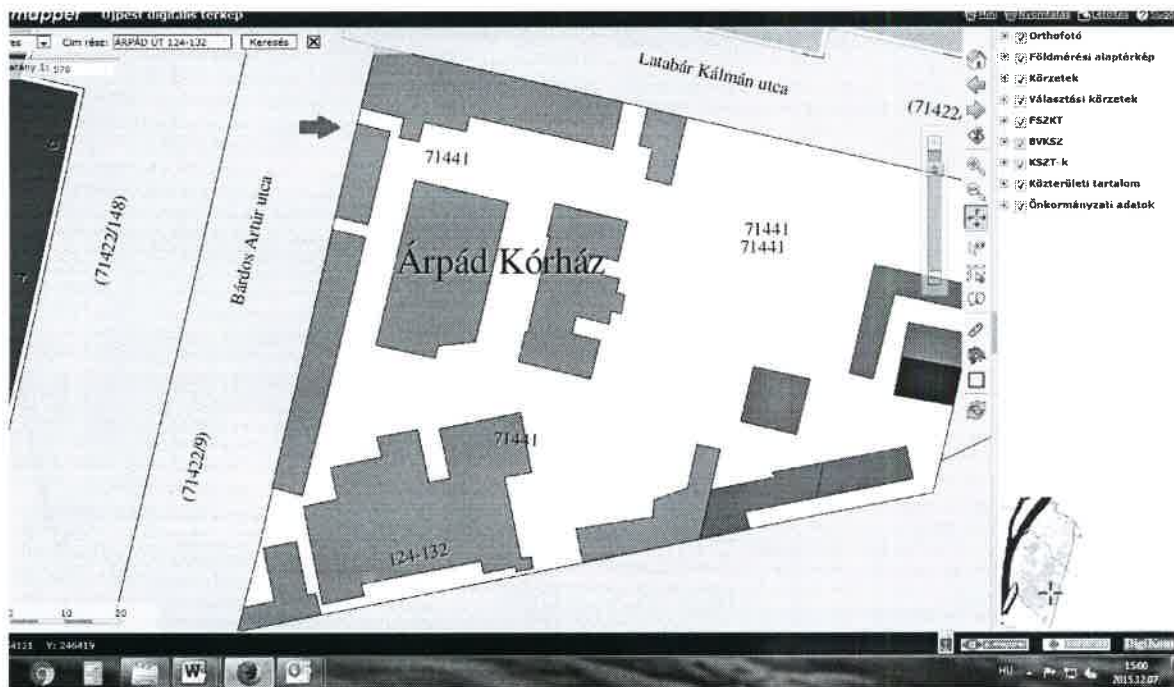 mapper Újpest digitális térkép
Cím rész: ÁRPÁD ÚT 124-132 Keresés
Orthofotó
Földmérési alaptérkép
Körzetek
Választási körzetek
FSZKT
BVKSZ
KSZT-k
Közterületi tartalom
Önkormányzati adatok
Latabár Kálmán utca
(71422
71441
(71422/148)
Bárdos Artúr utca
71441
71441
Árpád Kórház
71441
(71422/9)
124-132
10 20
Y: 246419
HU
15:00
2015.12.07.